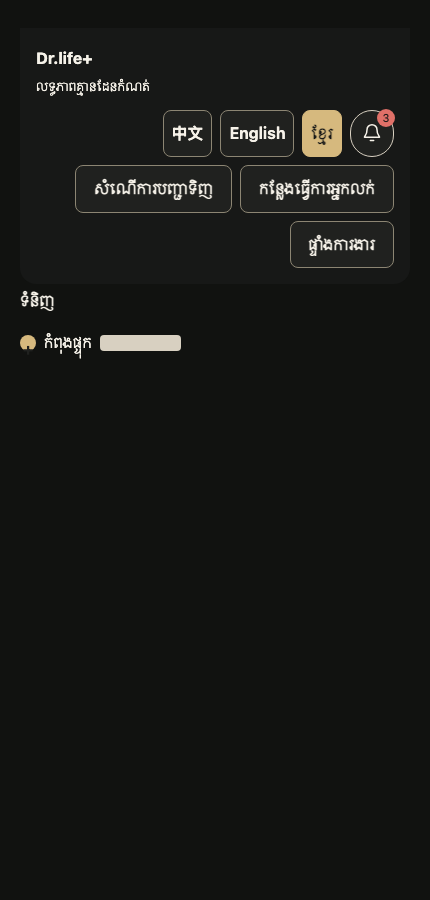 Dr.life+
លទ្ធភាពគ្មានដែនកំណត់
中文 English ខ្មែរ 3
សំណើការបញ្ជាទិញ កន្លែងធ្វើការអ្នកលក់
ផ្ទាំងការងារ
ទំនិញ
កំពុងផ្ទុក